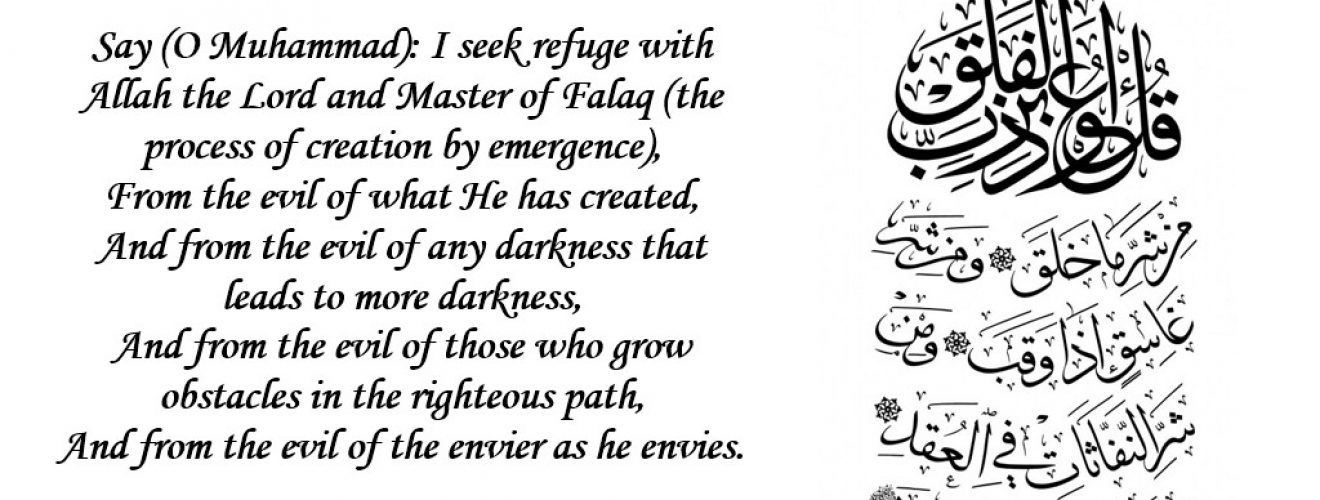 Say (O Muhammad): I seek refuge with
Allah the Lord and Master of Falaq (the
process of creation by emergence),
From the evil of what He has created,
And from the evil of any darkness that
leads to more darkness,
And from the evil of those who grow
obstacles in the righteous path,
And from the evil of the envier as he envies.
قُلْ أَعُوذُ بِرَبِّ الْفَلَقِ
مِنْ شَرِّ مَا خَلَقَ وَمِنْ شَرِّ
غَاسِقٍ إِذَا وَقَبَ وَمِنْ
شَرِّ النَّفَّاثَاتِ فِي الْعُقَدِ